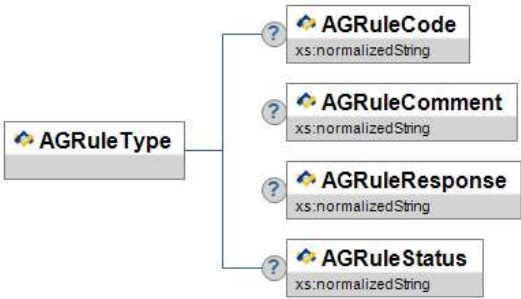 AGRuleType
? AGRuleCode
xs:normalizedString
? AGRuleComment
xs:normalizedString
? AGRuleResponse
xs:normalizedString
? AGRuleStatus
xs:normalizedString